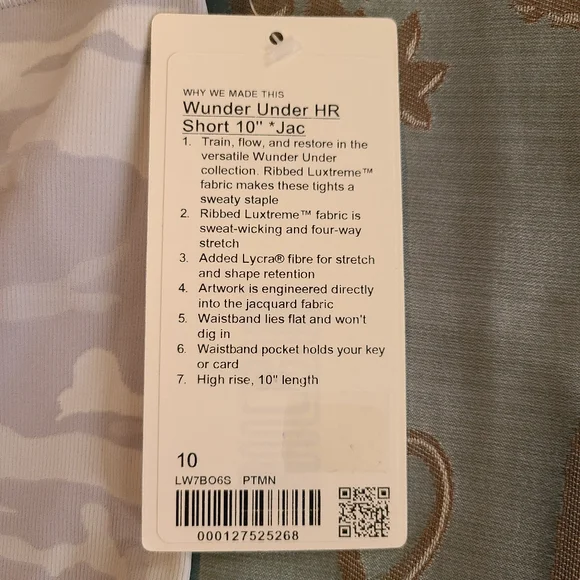 WHY WE MADE THIS
Wunder Under HR
Short 10" *Jac
1. Train, flow, and restore in the
versatile Wunder Under
collection. Ribbed Luxtreme™
fabric makes these tights a
sweaty staple
2. Ribbed Luxtreme™ fabric is
sweat-wicking and four-way
stretch
3. Added Lycra® fibre for stretch
and shape retention
4. Artwork is engineered directly
into the jacquard fabric
5. Waistband lies flat and won't
dig in
6. Waistband pocket holds your key
or card
7. High rise, 10" length
10
LW7BO6S PTMN
000127525268